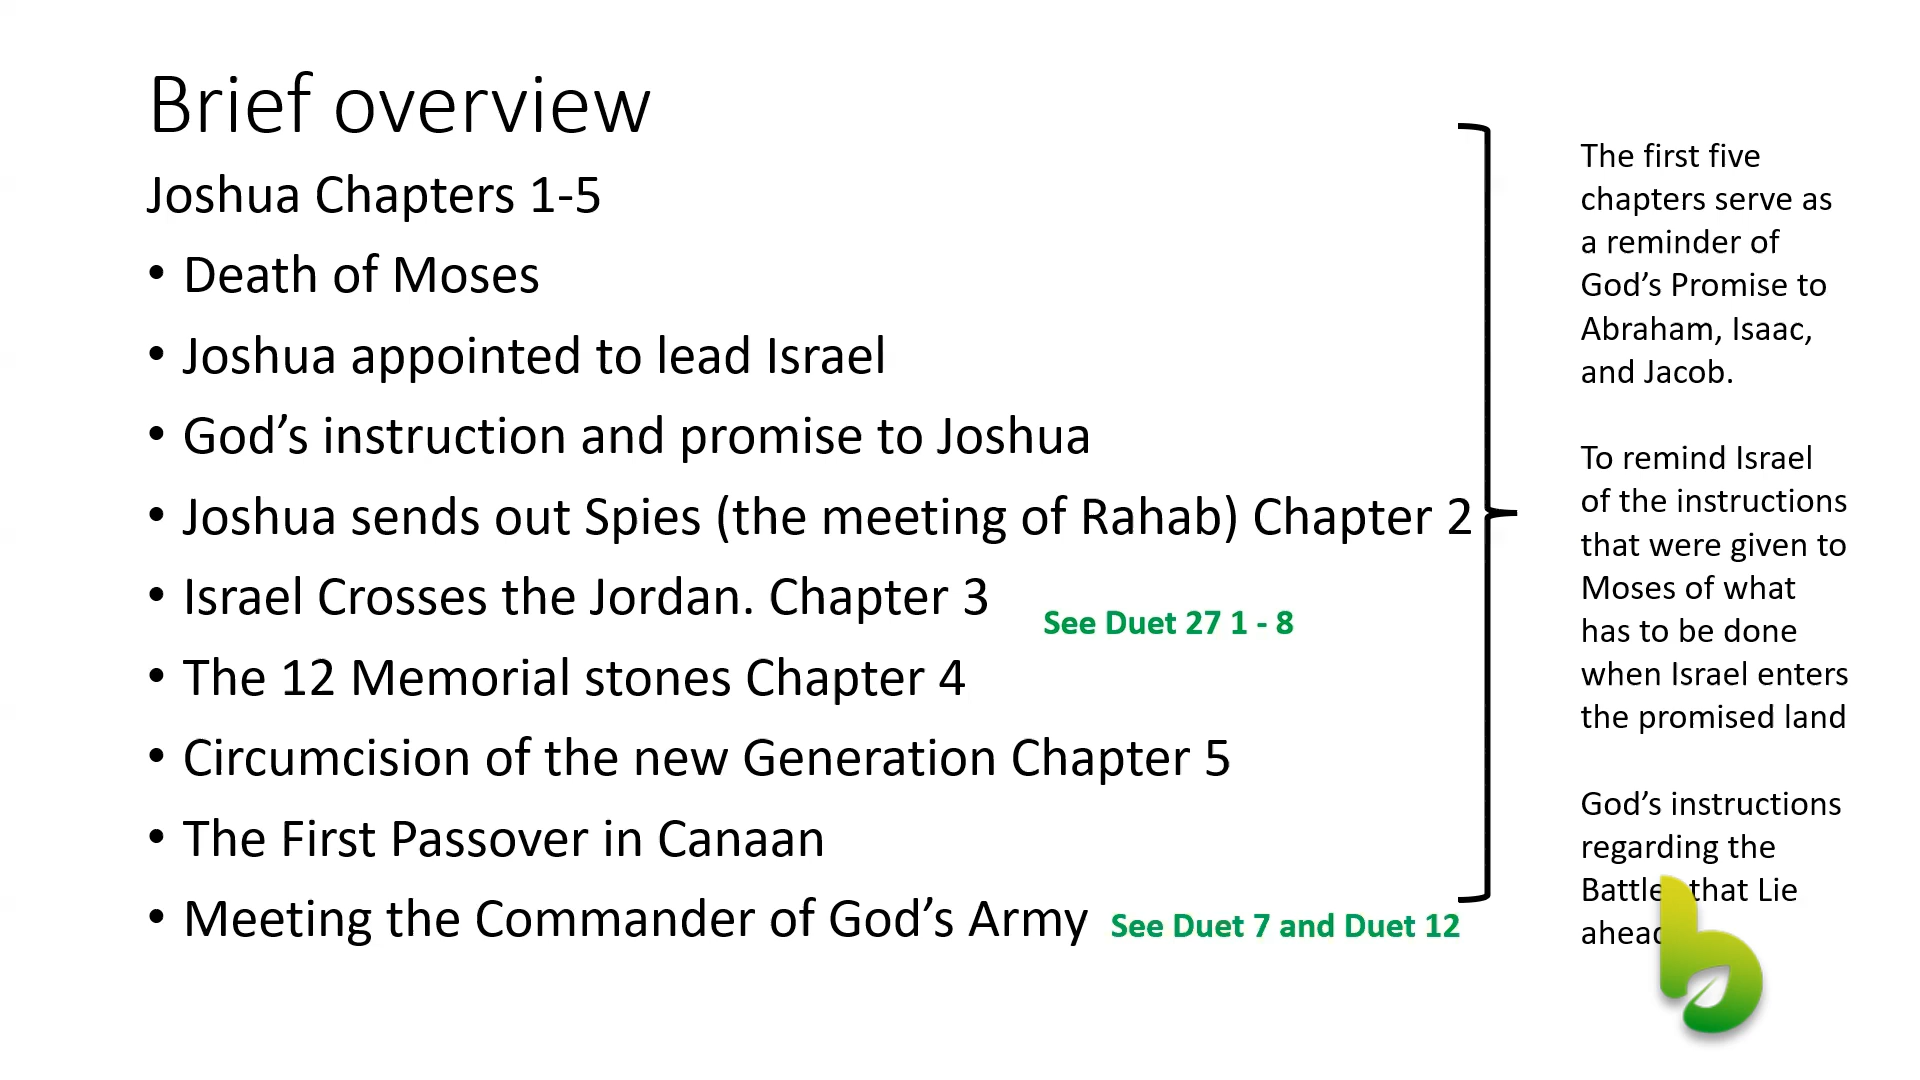 Brief overview
Joshua Chapters 1-5
• Death of Moses
• Joshua appointed to lead Israel
• God’s instruction and promise to Joshua
• Joshua sends out Spies (the meeting of Rahab) Chapter 2
• Israel Crosses the Jordan. Chapter 3
See Duet 27 1 - 8
• The 12 Memorial stones Chapter 4
• Circumcision of the new Generation Chapter 5
• The First Passover in Canaan
• Meeting the Commander of God’s Army
See Duet 7 and Duet 12
The first five
chapters serve as
a reminder of
God’s Promise to
Abraham, Isaac,
and Jacob.
To remind Israel
of the instructions
that were given to
Moses of what
has to be done
when Israel enters
the promised land
God’s instructions
regarding the
that Lie